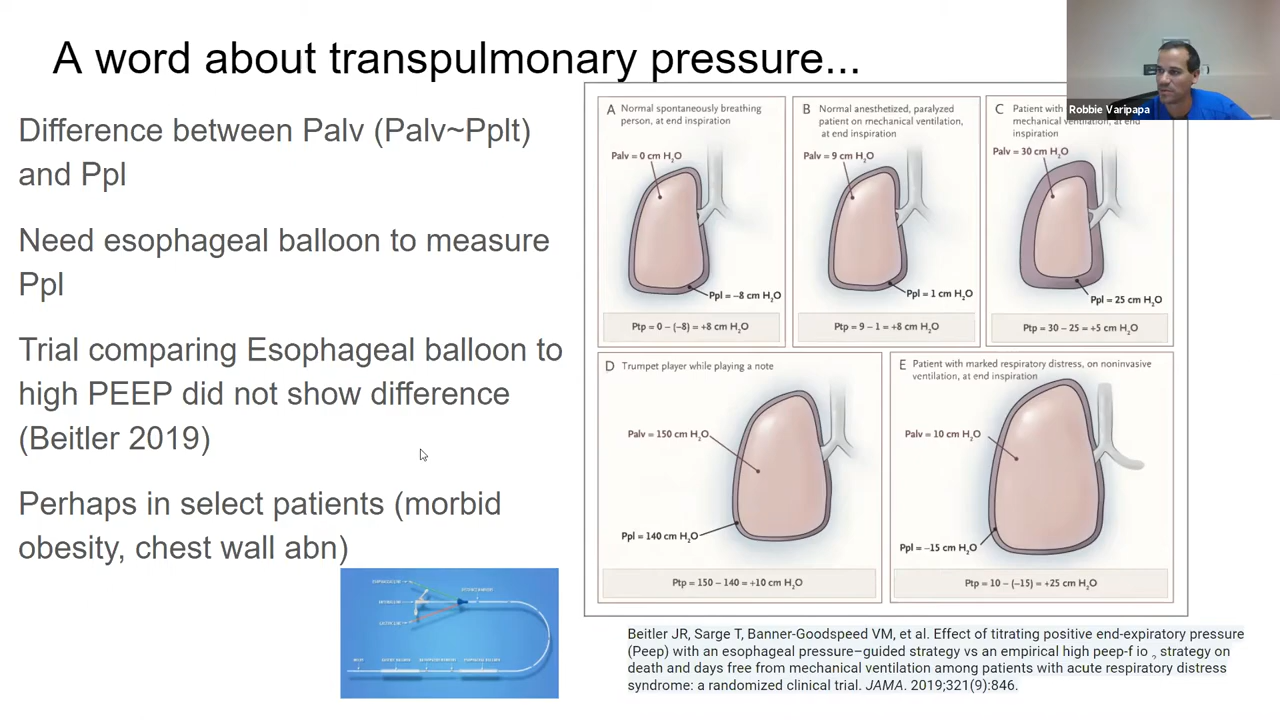 A word about transpulmonary pressure...
Robbie Varipapa
Difference between Palv (Palv~Pplt)
and Ppl
Need esophageal balloon to measure
Ppl
Trial comparing Esophageal balloon to
high PEEP did not show difference
(Beitler 2019)
Perhaps in select patients (morbid
obesity, chest wall abn)
A Normal spontaneously breathing
person, at end inspiration
Palv = 0 cm H₂O
Ppl = –8 cm H₂O
Ptp = 0 – (–8) = +8 cm H₂O
B Normal anesthetized, paralyzed
patient on mechanical ventilation,
at end inspiration
Palv = 9 cm H₂O
Ppl = 1 cm H₂O
Ptp = 9 – 1 = +8 cm H₂O
C Patient with
mechanical ventilation, at end
inspiration
Palv = 30 cm H₂O
Ppl = 25 cm H₂O
Ptp = 30 – 25 = +5 cm H₂O
D Trumpet player while playing a note
Palv = 150 cm H₂O
Ppl = 140 cm H₂O
Ptp = 150 – 140 = +10 cm H₂O
E Patient with marked respiratory distress, on noninvasive
ventilation, at end inspiration
Palv = 10 cm H₂O
Ppl = –15 cm H₂O
Ptp = 10 – (–15) = +25 cm H₂O
Beitler JR, Sarge T, Banner-Goodspeed VM, et al. Effect of titrating positive end-expiratory pressure
(Peep) with an esophageal pressure–guided strategy vs an empirical high peep-f io ₂ strategy on
death and days free from mechanical ventilation among patients with acute respiratory distress
syndrome: a randomized clinical trial. JAMA. 2019;321(9):846.